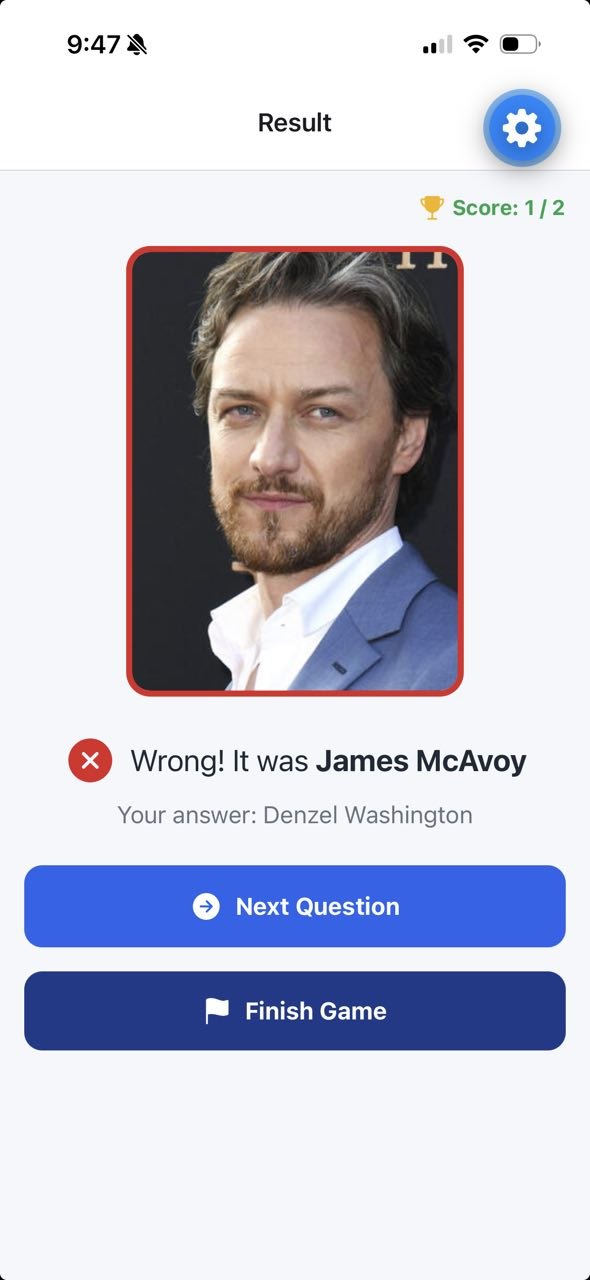 9:47
Result
Score: 1 / 2
Wrong! It was James McAvoy
Your answer: Denzel Washington
Next Question
Finish Game